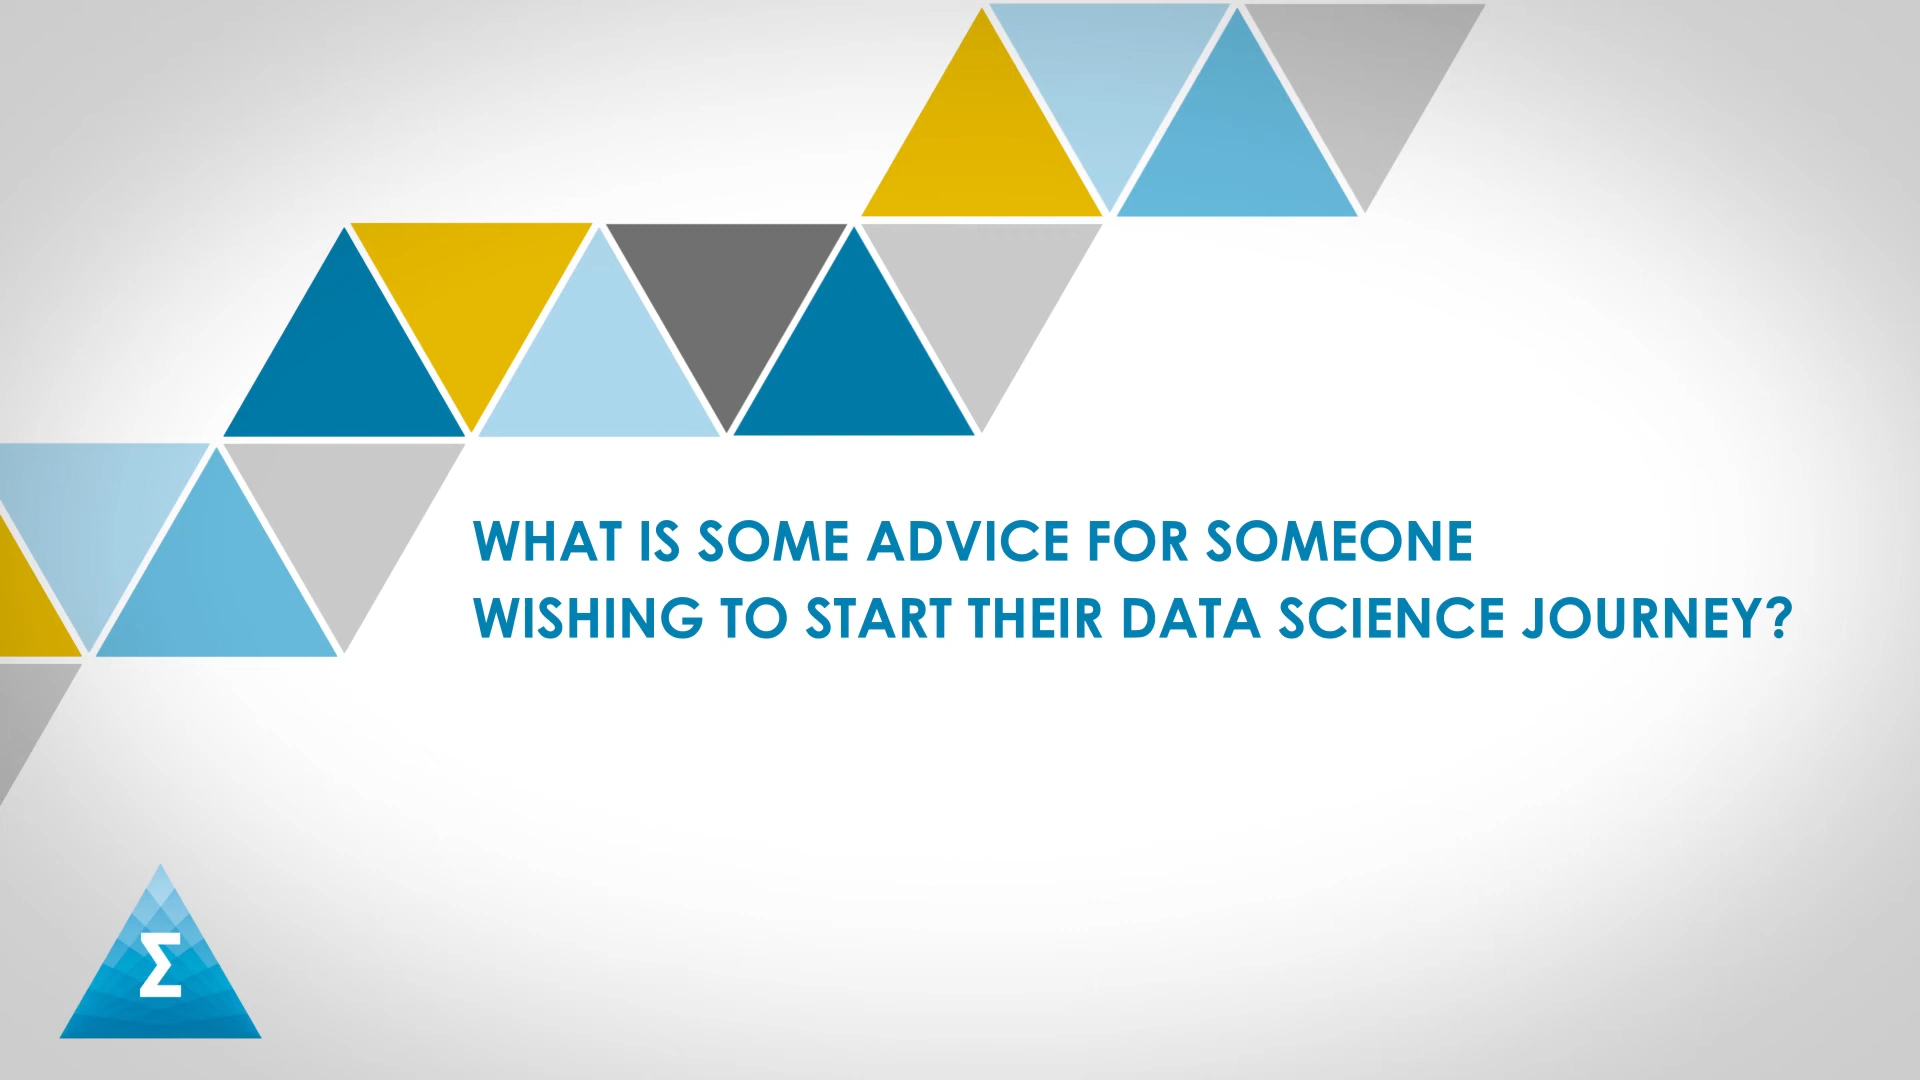 WHAT IS SOME ADVICE FOR SOMEONE
WISHING TO START THEIR DATA SCIENCE JOURNEY?
Σ